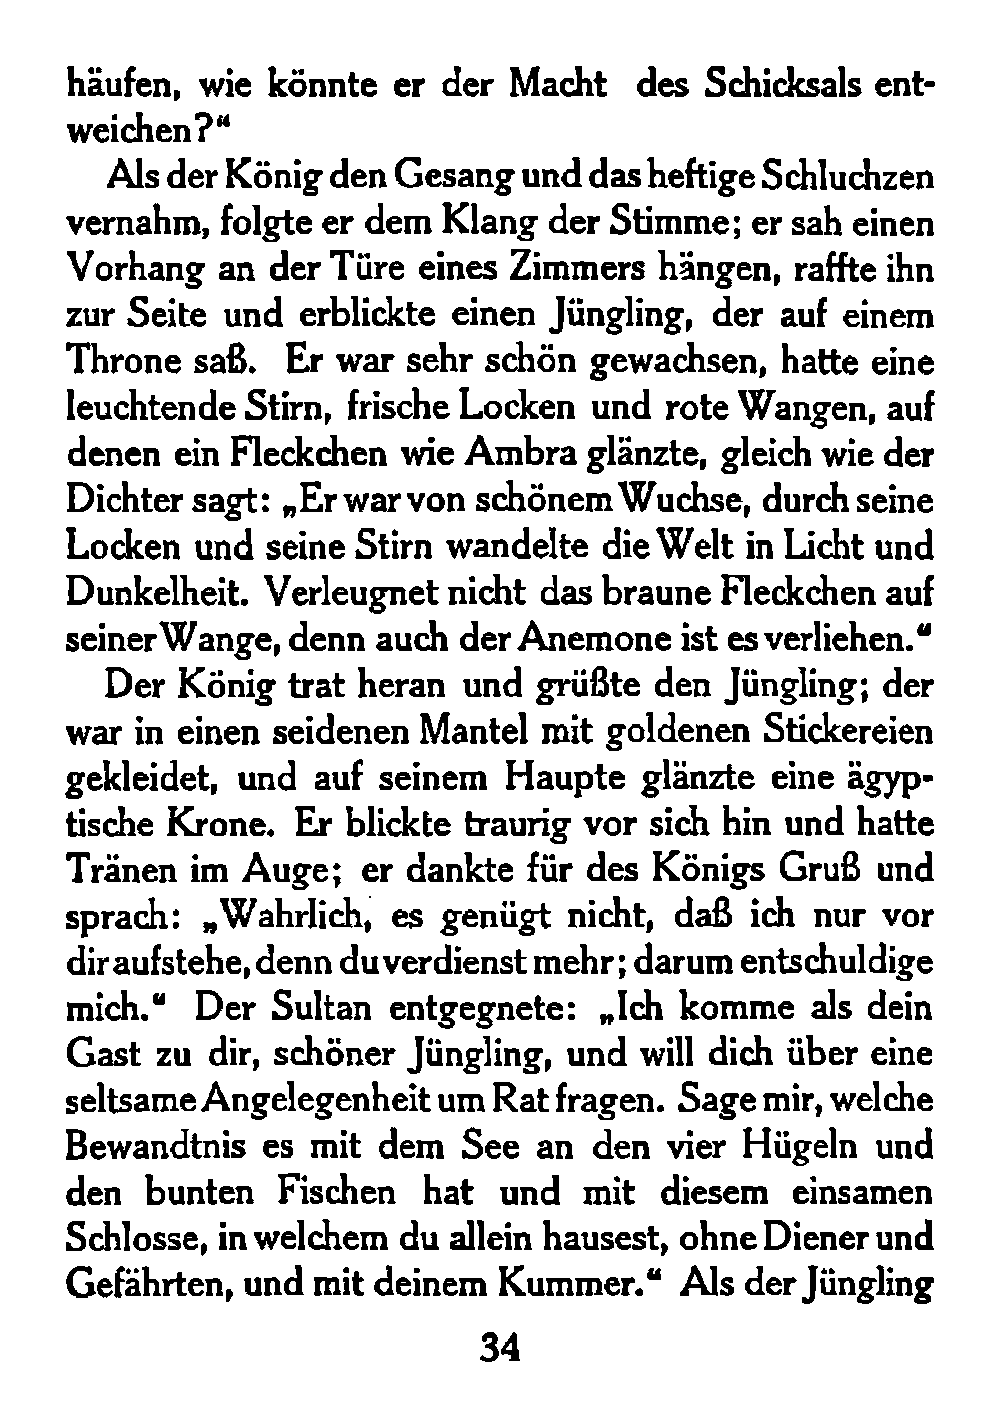 häufen, wie könnte er der Macht des Schicksals ent-
weichen?“
Als der König den Gesang und das heftige Schluchzen
vernahm, folgte er dem Klang der Stimme; er sah einen
Vorhang an der Türe eines Zimmers hängen, raffte ihn
zur Seite und erblickte einen Jüngling, der auf einem
Throne saß. Er war sehr schön gewachsen, hatte eine
leuchtende Stirn, frische Locken und rote Wangen, auf
denen ein Fleckchen wie Ambra glänzte, gleich wie der
Dichter sagt: „Er war von schönem Wuchse, durch seine
Locken und seine Stirn wandelte die Welt in Licht und
Dunkelheit. Verleugnet nicht das braune Fleckchen auf
seiner Wange, denn auch der Anemone ist es verliehen.“
Der König trat heran und grüßte den Jüngling; der
war in einen seidenen Mantel mit goldenen Stickereien
gekleidet, und auf seinem Haupte glänzte eine ägyp-
tische Krone. Er blickte traurig vor sich hin und hatte
Tränen im Auge; er dankte für des Königs Gruß und
sprach: „Wahrlich, es genügt nicht, daß ich nur vor
dir aufstehe, denn du verdienst mehr; darum entschuldige
mich.“ Der Sultan entgegnete: „Ich komme als dein
Gast zu dir, schöner Jüngling, und will dich über eine
seltsame Angelegenheit um Rat fragen. Sage mir, welche
Bewandtnis es mit dem See an den vier Hügeln und
den bunten Fischen hat und mit diesem einsamen
Schlosse, in welchem du allein hausest, ohne Diener und
Gefährten, und mit deinem Kummer.“ Als der Jüngling
34